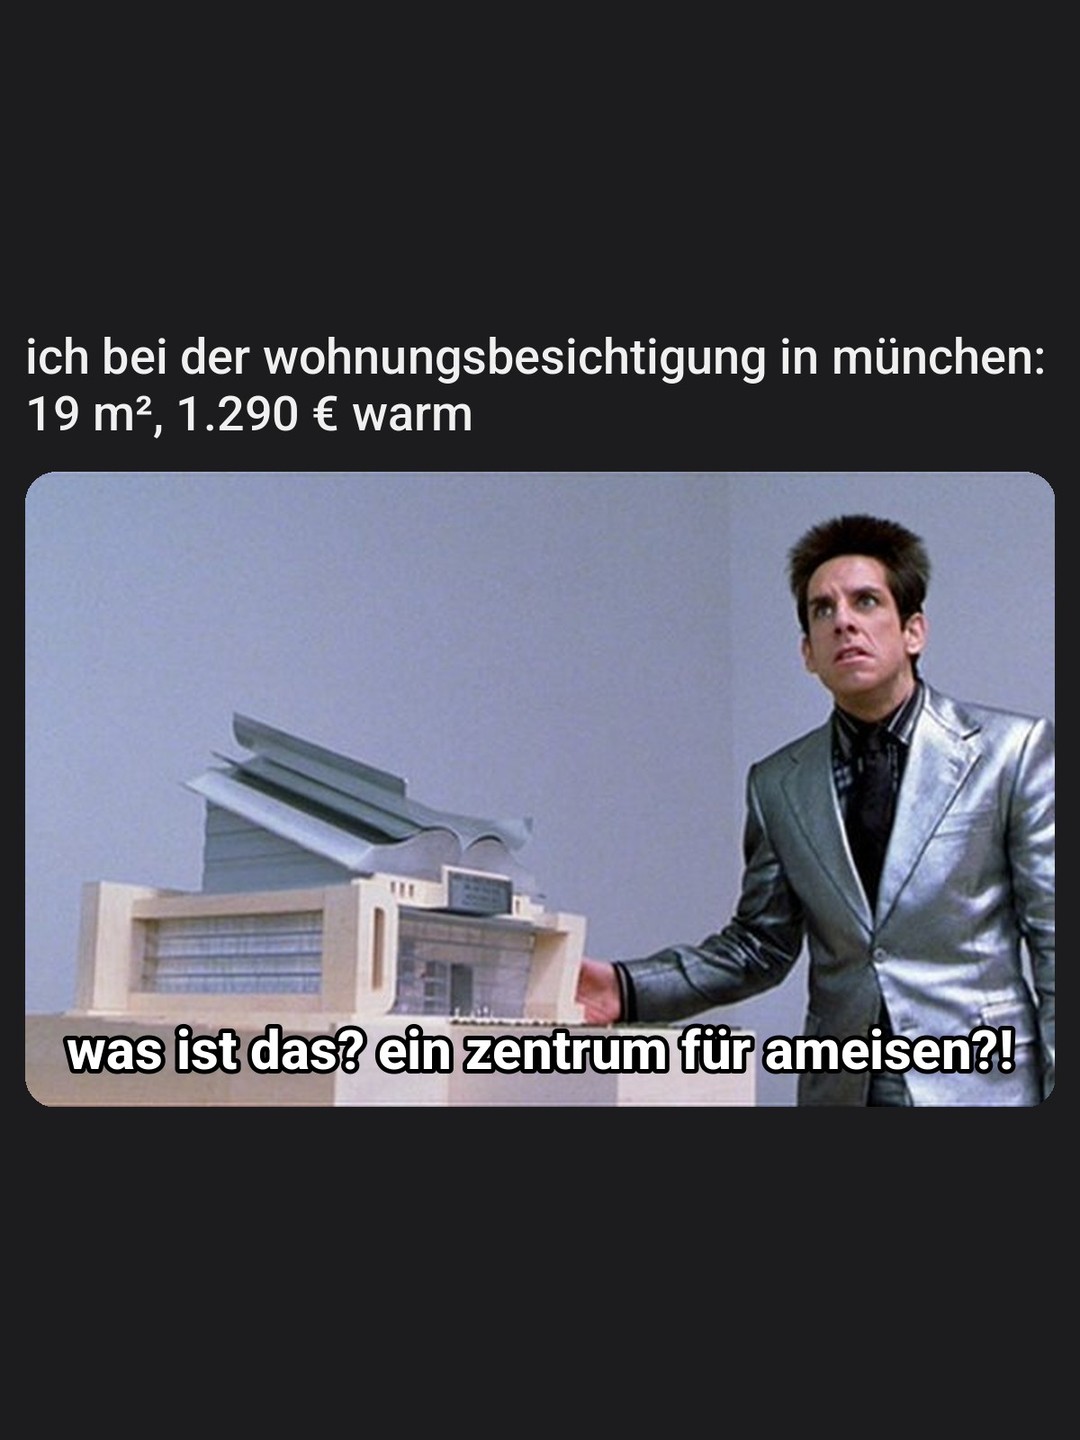 ich bei der wohnungsbesichtigung in münchen:
19 m², 1.290 € warm
was ist das? ein zentrum für ameisen?!